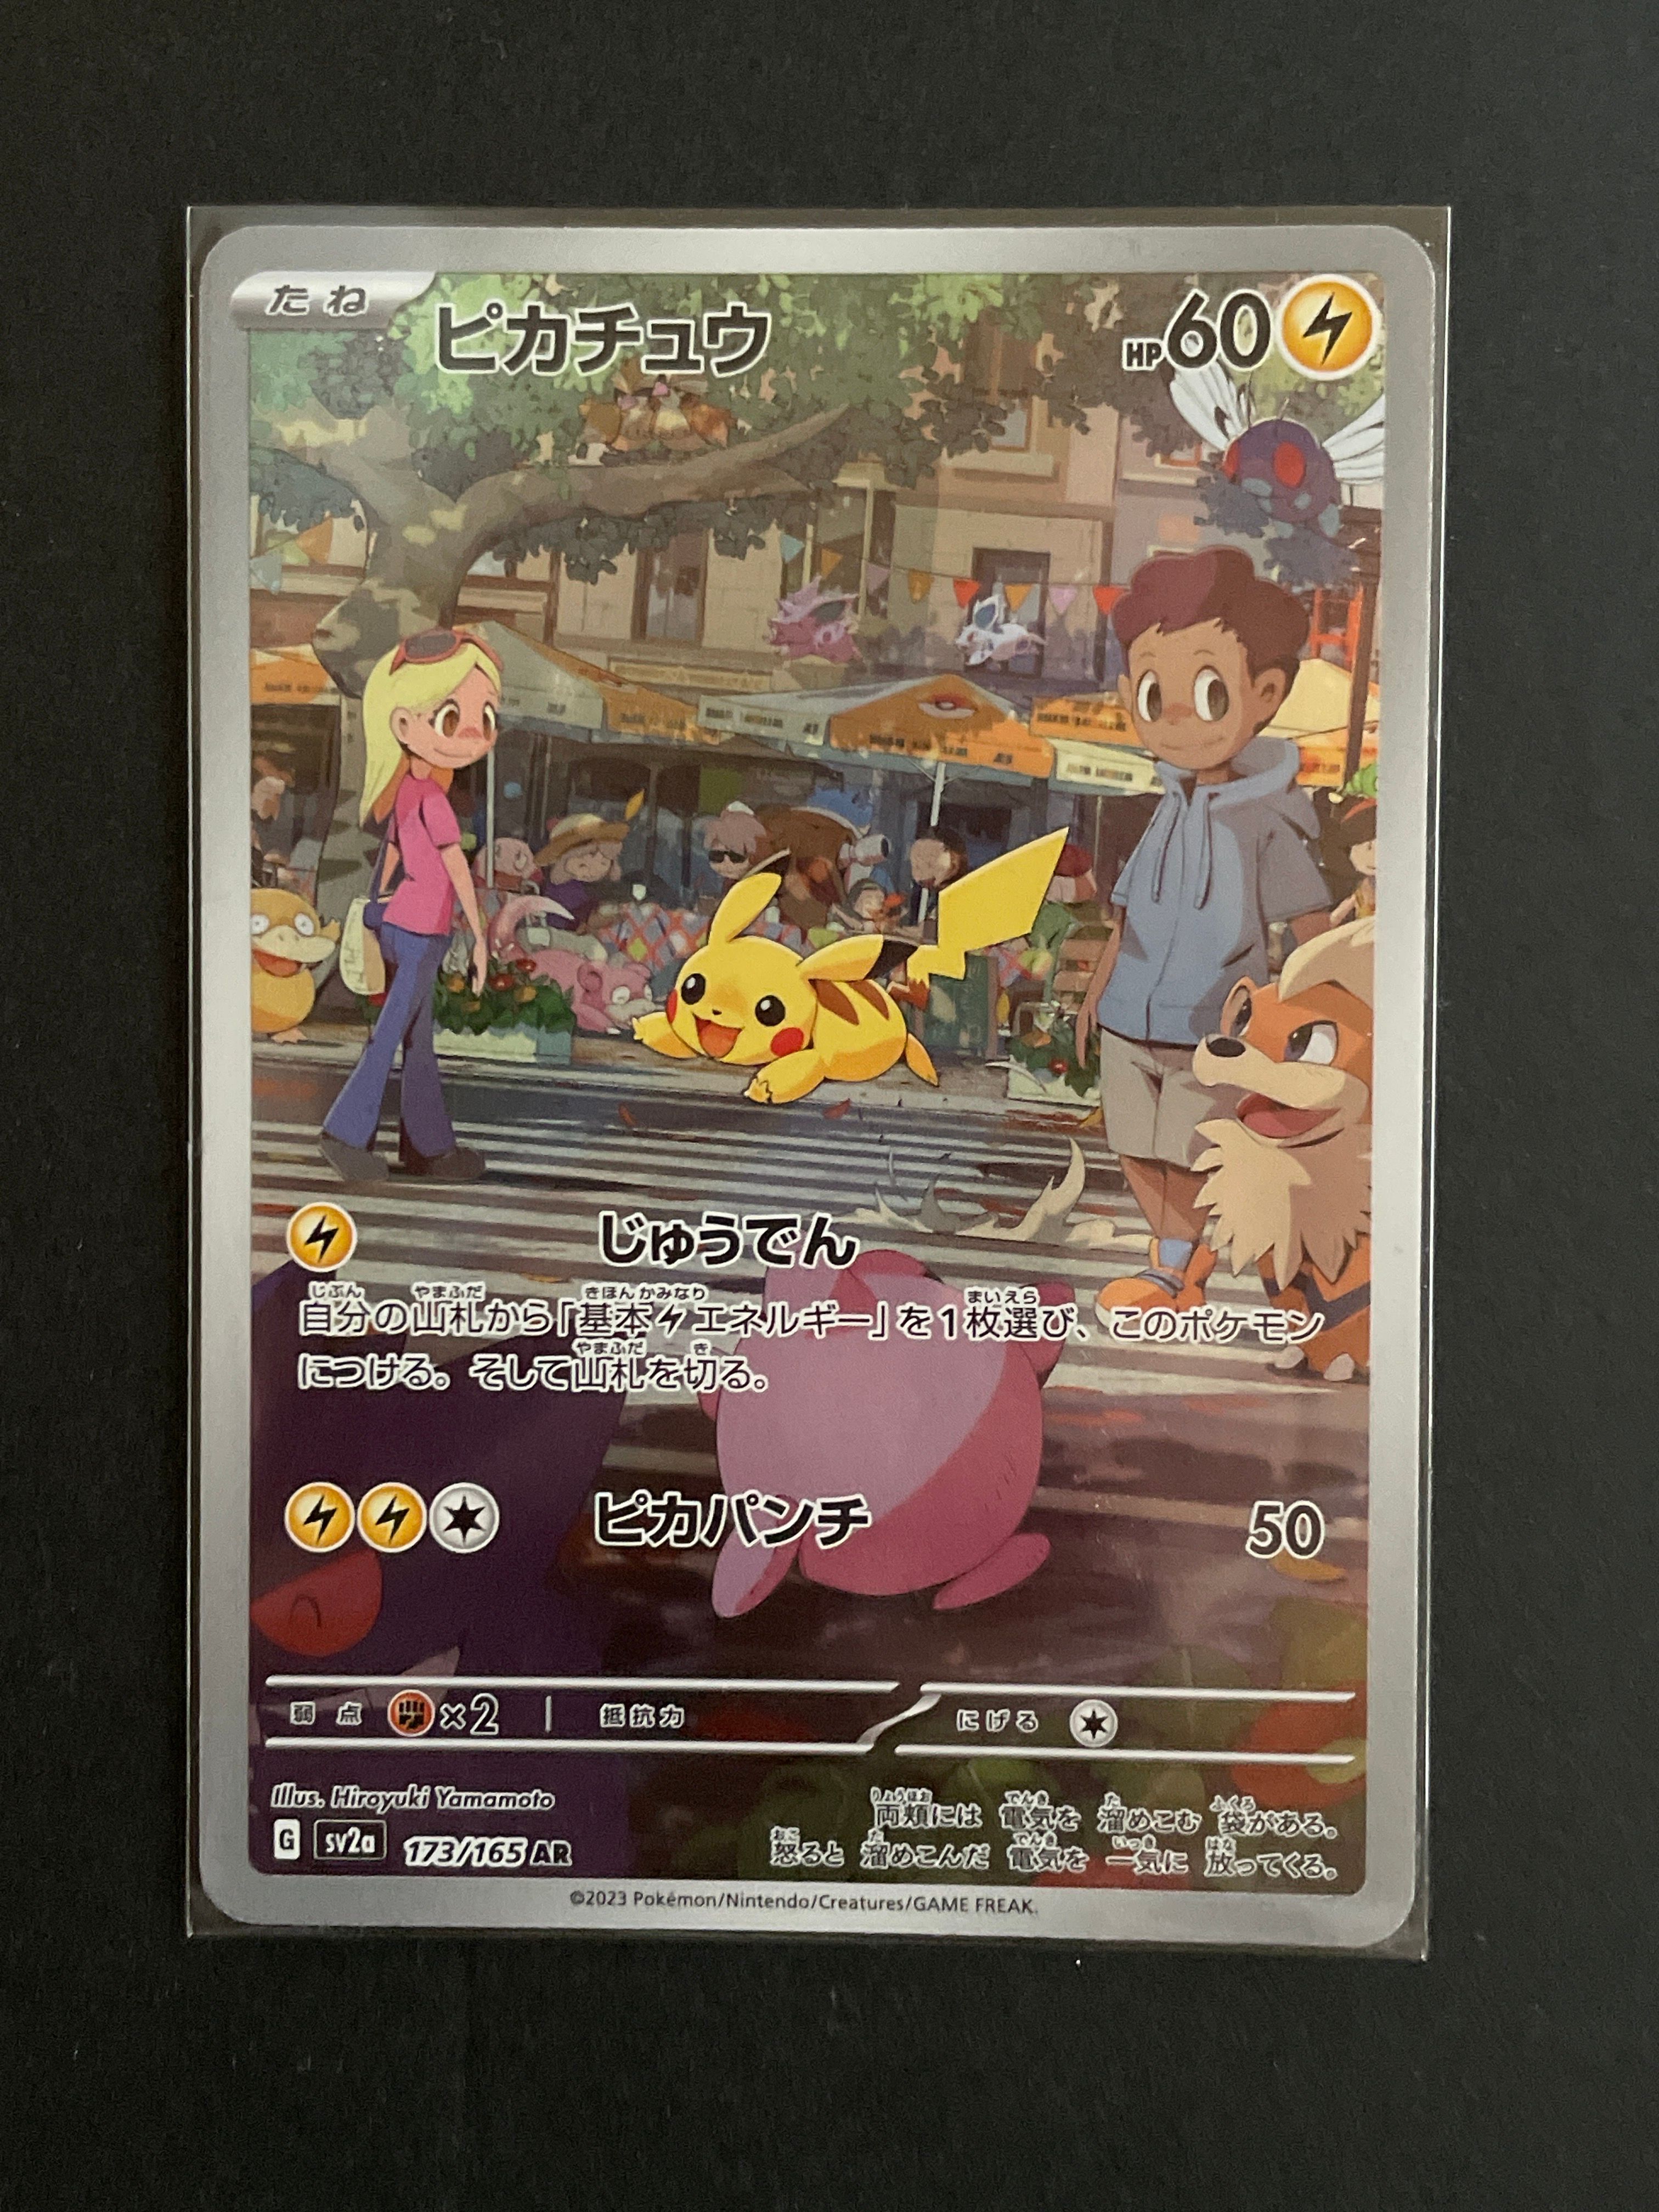 たね
ピカチュウ
HP60
じゅうでん
自分の山札から「基本エネルギー」を1枚選び、このポケモン
につける。そして山札を切る。
ピカパンチ 50
弱点 ×2 抵抗力 にげる
Illus. Hiroyuki Yamamoto
両頬には 電気を 溜めこむ 袋がある。
怒ると 溜めこんだ 電気を 一気に 放ってくる。
G sv2a 173/165 AR
©2023 Pokémon/Nintendo/Creatures/GAME FREAK.